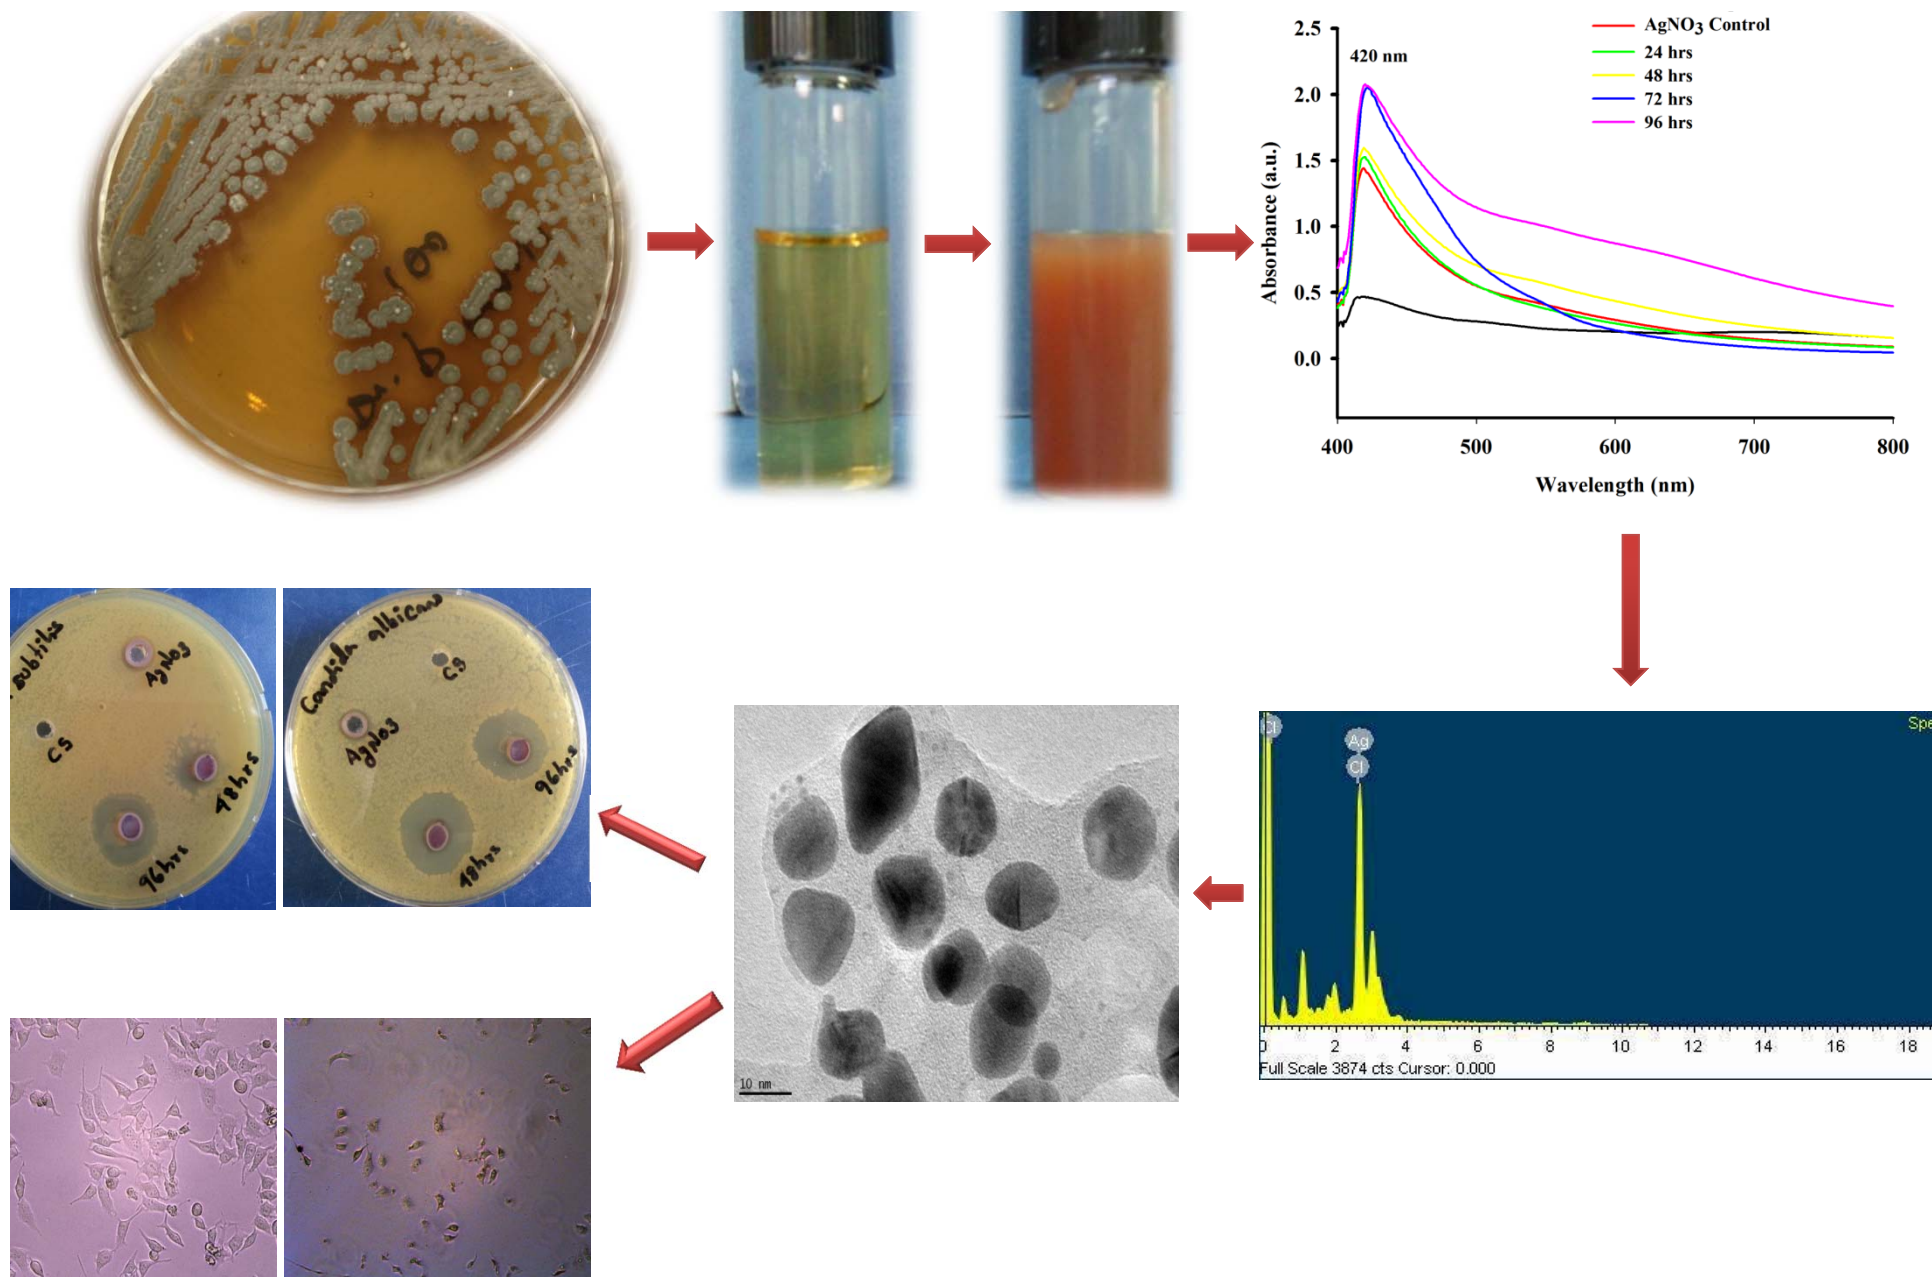 2.5
2.0
1.5
1.0
0.5
0.0
400
500
600
700
800
Absorbance (a.u.)
Wavelength (nm)
420 nm
AgNO3 Control
24 hrs
48 hrs
72 hrs
96 hrs
subtilis
AgNO3
CS
48hrs
96hrs
Candida albicans
CS
AgNO3
96hrs
48hrs
10 nm
Spe
Cl
Ag
Cl
0 2 4 6 8 10 12 14 16 18
Full Scale 3874 cts Cursor: 0.000